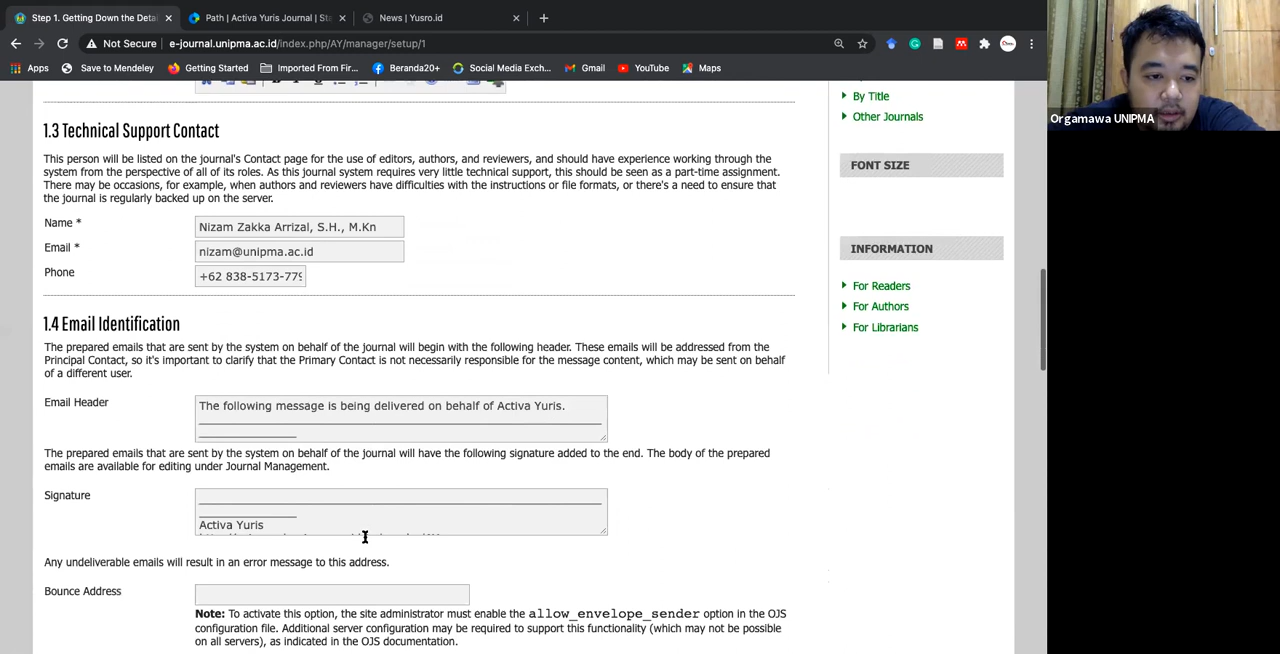 Step 1. Getting Down the Detai
Path | Activa Yuris Journal | Sta
News | Yusro.id
Not Secure
e-journal.unipma.ac.id/index.php/AY/manager/setup/1
Apps
Save to Mendeley
Getting Started
Imported From Fir...
Beranda20+
Social Media Exch...
Gmail
YouTube
Maps
Orgamawa UNIPMA
By Title
Other Journals
FONT SIZE
INFORMATION
For Readers
For Authors
For Librarians
1.3 Technical Support Contact
This person will be listed on the journal's Contact page for the use of editors, authors, and reviewers, and should have experience working through the
system from the perspective of all of its roles. As this journal system requires very little technical support, this should be seen as a part-time assignment.
There may be occasions, for example, when authors and reviewers have difficulties with the instructions or file formats, or there's a need to ensure that
the journal is regularly backed up on the server.
Name *
Nizam Zakka Arrizal, S.H., M.Kn
Email *
nizam@unipma.ac.id
Phone
+62 838-5173-779
1.4 Email Identification
The prepared emails that are sent by the system on behalf of the journal will begin with the following header. These emails will be addressed from the
Principal Contact, so it's important to clarify that the Primary Contact is not necessarily responsible for the message content, which may be sent on behalf
of a different user.
Email Header
The following message is being delivered on behalf of Activa Yuris.
The prepared emails that are sent by the system on behalf of the journal will have the following signature added to the end. The body of the prepared
emails are available for editing under Journal Management.
Signature
Activa Yuris
Any undeliverable emails will result in an error message to this address.
Bounce Address
Note: To activate this option, the site administrator must enable the allow_envelope_sender option in the OJS
configuration file. Additional server configuration may be required to support this functionality (which may not be possible
on all servers), as indicated in the OJS documentation.